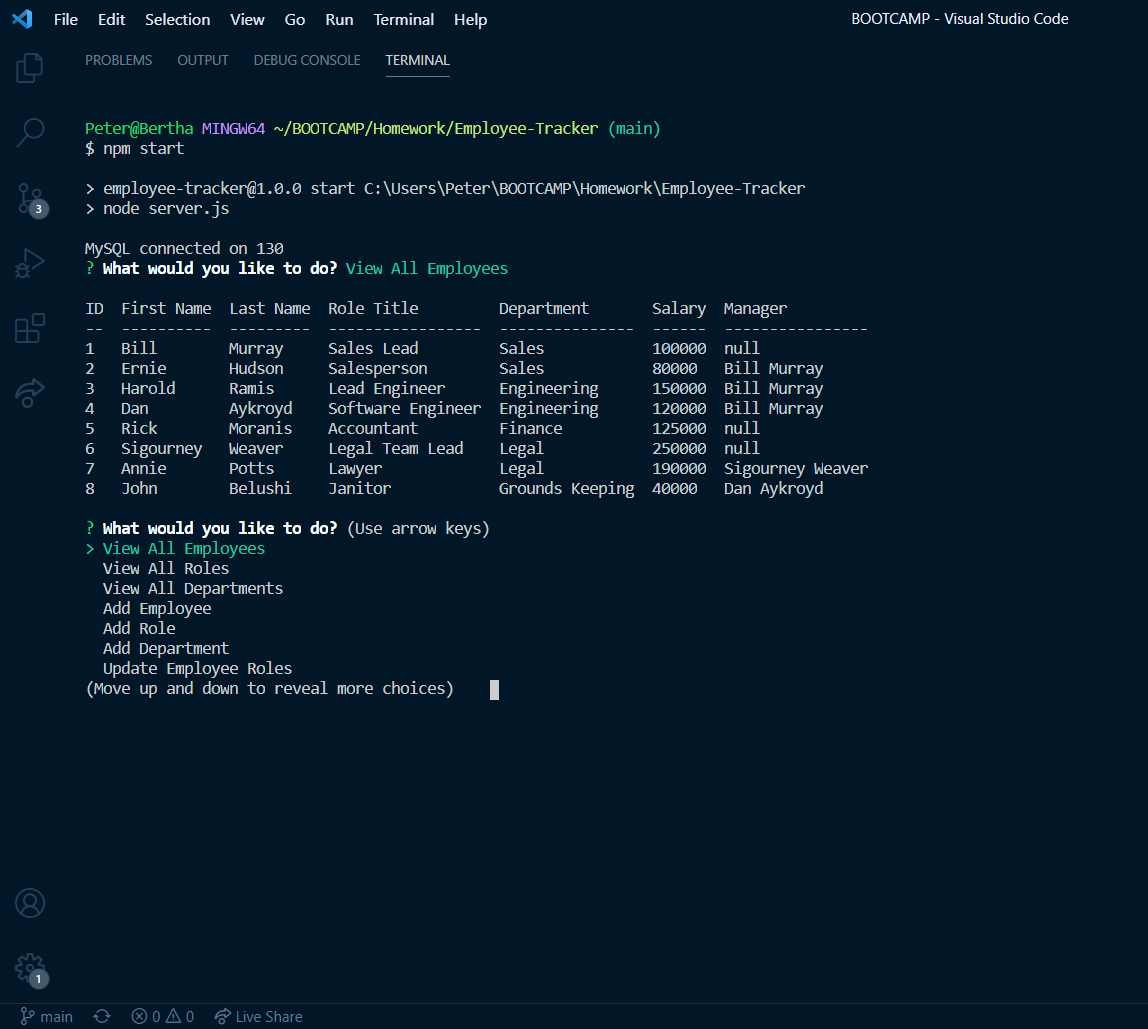 File Edit Selection View Go Run Terminal Help BOOTCAMP - Visual Studio Code
PROBLEMS OUTPUT DEBUG CONSOLE TERMINAL
Peter@Bertha MINGW64 ~/BOOTCAMP/Homework/Employee-Tracker (main)
$ npm start
> employee-tracker@1.0.0 start C:\Users\Peter\BOOTCAMP\Homework\Employee-Tracker
> node server.js
MySQL connected on 130
? What would you like to do? View All Employees
ID  First Name  Last Name  Role Title         Department       Salary  Manager
--  ----------  ---------  -----------------  ---------------  ------  ----------------
1   Bill        Murray     Sales Lead         Sales            100000  null
2   Ernie       Hudson     Salesperson        Sales            80000   Bill Murray
3   Harold      Ramis      Lead Engineer      Engineering      150000  Bill Murray
4   Dan         Aykroyd    Software Engineer  Engineering      120000  Bill Murray
5   Rick        Moranis    Accountant         Finance          125000  null
6   Sigourney   Weaver     Legal Team Lead    Legal            250000  null
7   Annie       Potts      Lawyer             Legal            190000  Sigourney Weaver
8   John        Belushi    Janitor            Grounds Keeping  40000   Dan Aykroyd
? What would you like to do? (Use arrow keys)
> View All Employees
View All Roles
View All Departments
Add Employee
Add Role
Add Department
Update Employee Roles
(Move up and down to reveal more choices)
3
1
main 0 0 Live Share